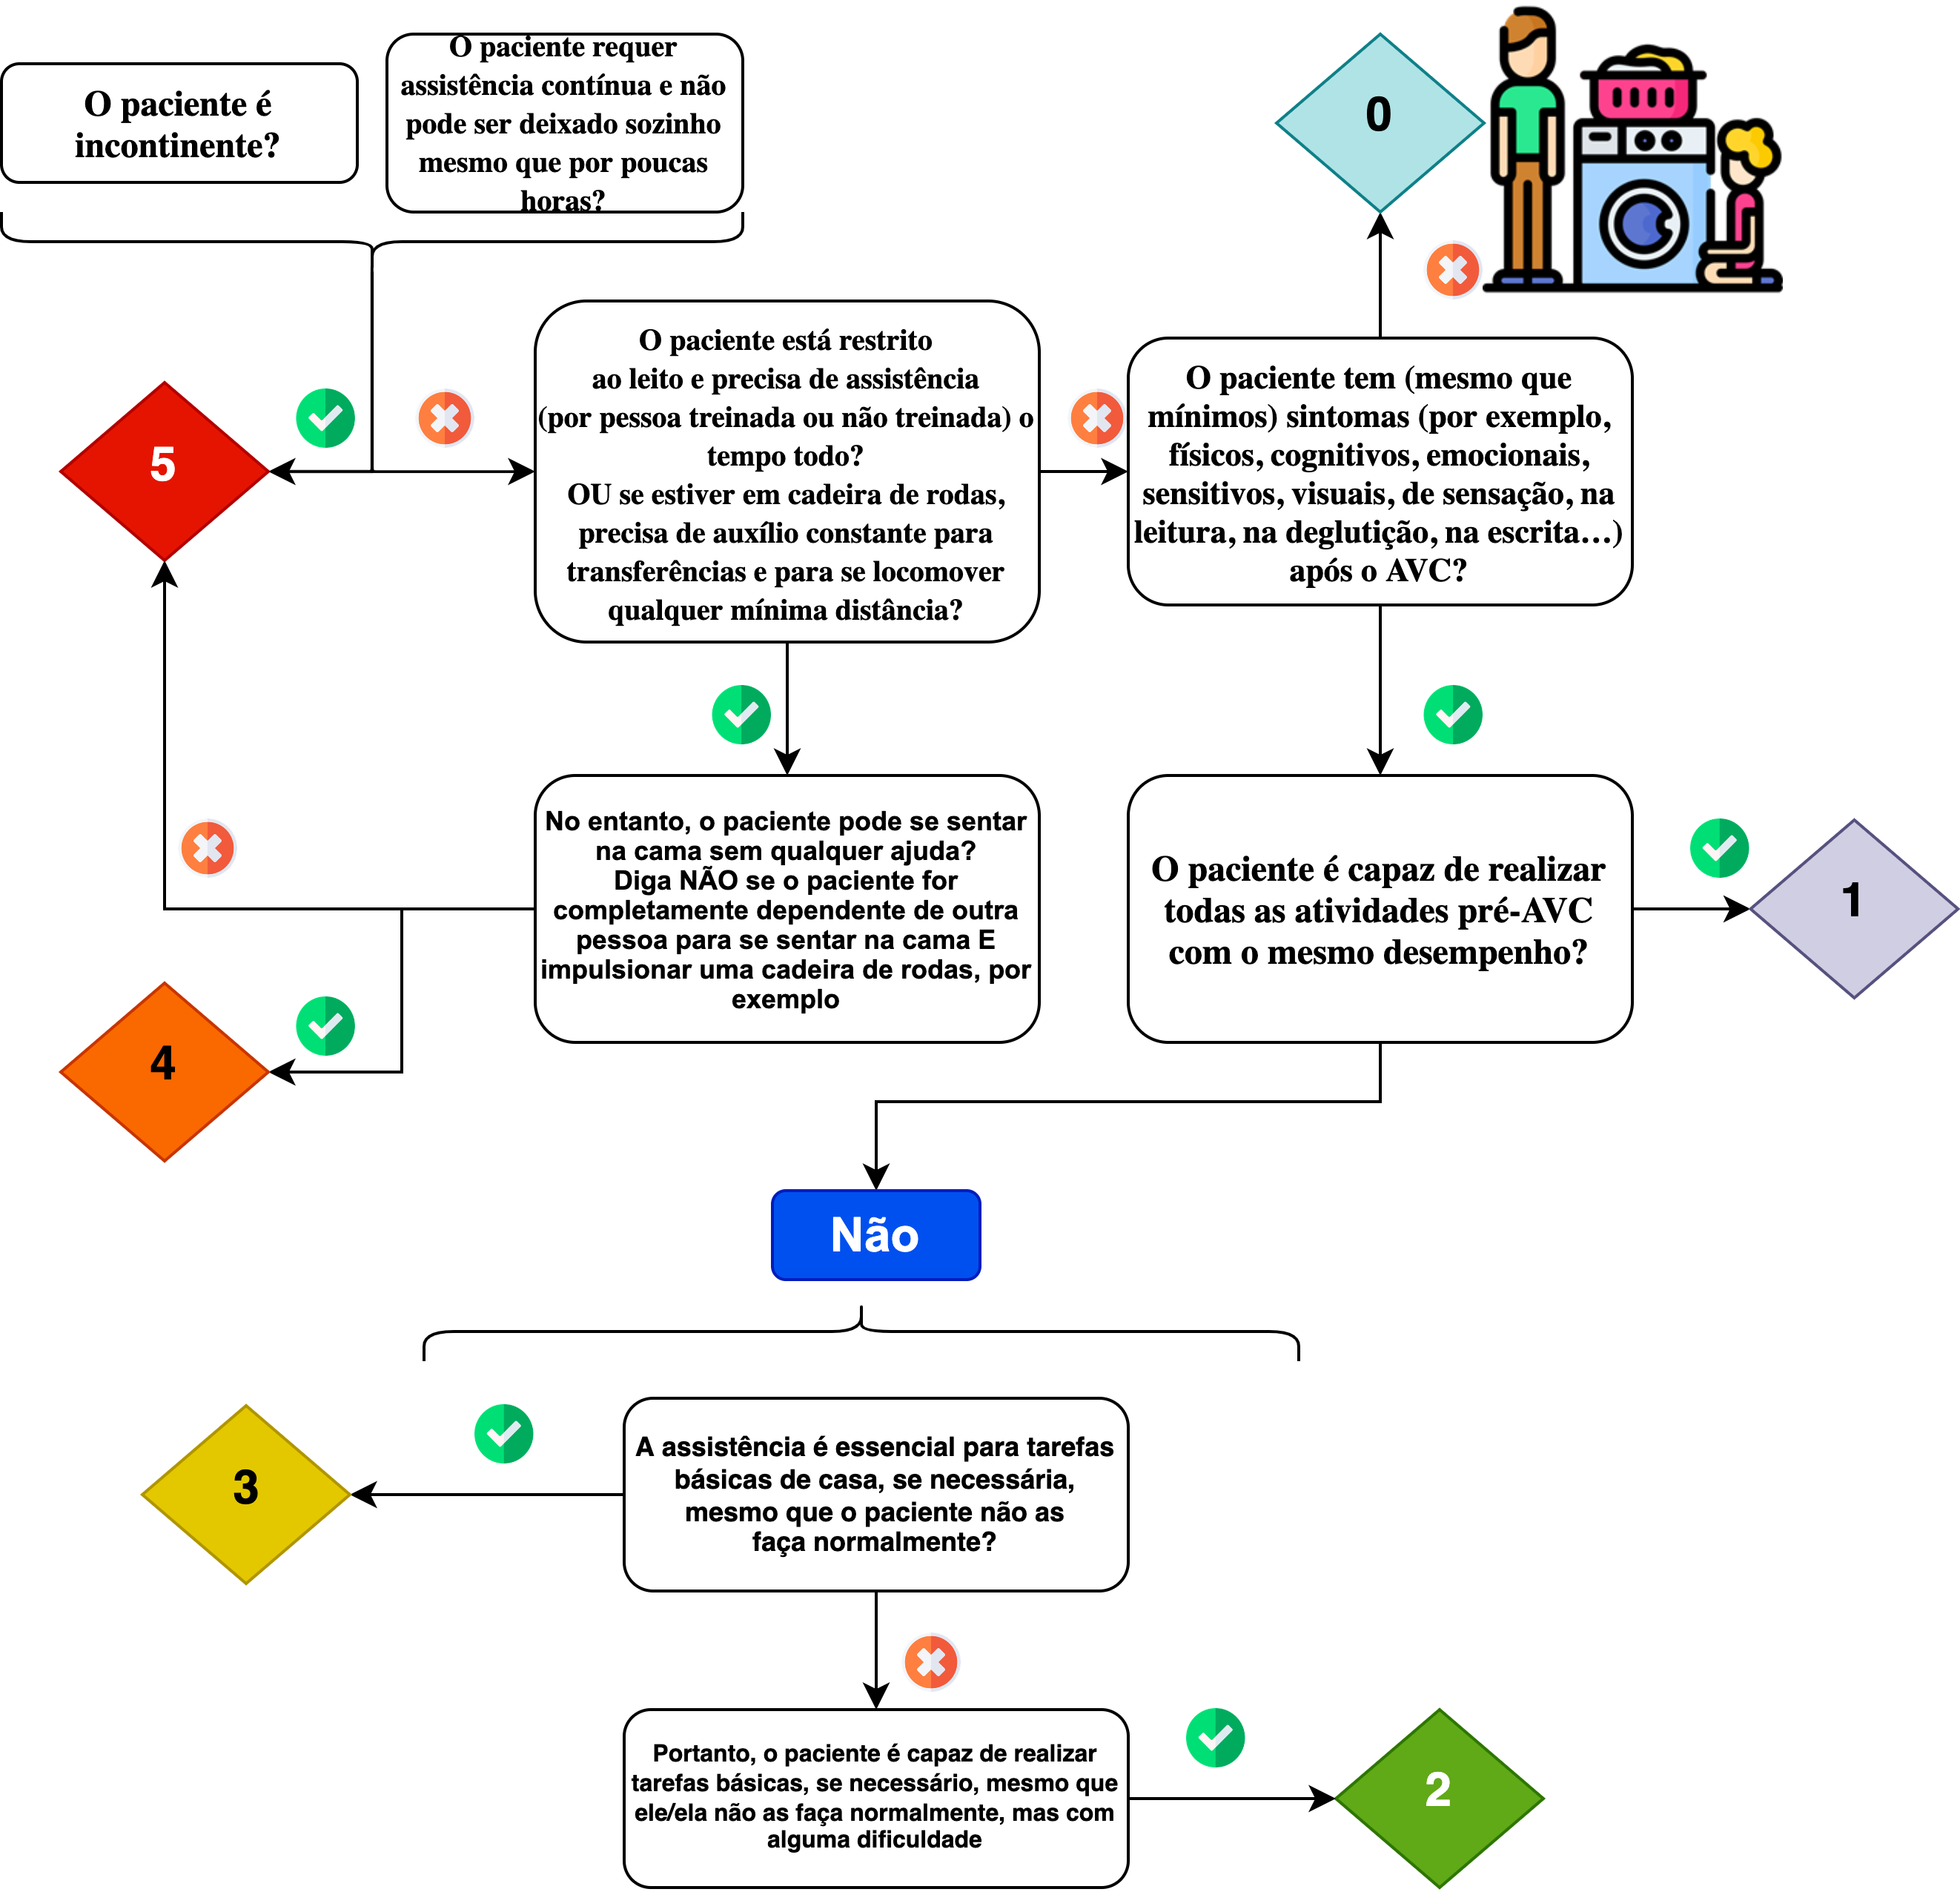 O paciente é
incontinente?
O paciente requer
assistência contínua e não
pode ser deixado sozinho
mesmo que por poucas
horas?
0
O paciente está restrito
ao leito e precisa de assistência
(por pessoa treinada ou não treinada) o
tempo todo?
OU se estiver em cadeira de rodas,
precisa de auxílio constante para
transferências e para se locomover
qualquer mínima distância?
O paciente tem (mesmo que
mínimos) sintomas (por exemplo,
físicos, cognitivos, emocionais,
sensitivos, visuais, de sensação, na
leitura, na deglutição, na escrita...)
após o AVC?
5
No entanto, o paciente pode se sentar
na cama sem qualquer ajuda?
Diga NÃO se o paciente for
completamente dependente de outra
pessoa para se sentar na cama E
impulsionar uma cadeira de rodas, por
exemplo
O paciente é capaz de realizar
todas as atividades pré-AVC
com o mesmo desempenho?
1
4
Não
A assistência é essencial para tarefas
básicas de casa, se necessária,
mesmo que o paciente não as
faça normalmente?
3
Portanto, o paciente é capaz de realizar
tarefas básicas, se necessário, mesmo que
ele/ela não as faça normalmente, mas com
alguma dificuldade
2